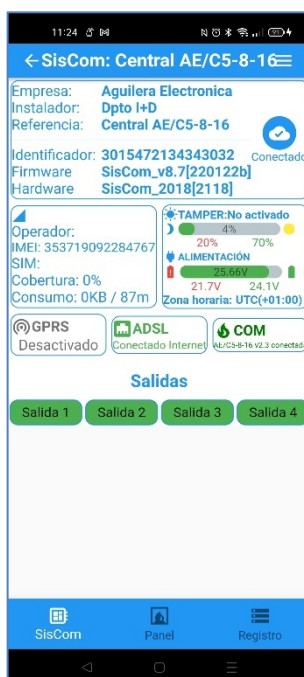 11:24
SisCom: Central AE/C5-8-16
Empresa: Aguilera Electronica
Instalador: Dpto I+D
Referencia: Central AE/C5-8-16
Identificador: 3015472134343032
Conectado
Firmware SisCom_v8.7[220122b]
Hardware SisCom_2018[2118]
Operador:
IMEI: 353719092284767
SIM:
Cobertura: 0%
Consumo: 0KB / 87m
TAMPER:No activado
4%
20% 70%
ALIMENTACIÓN
25.66V
21.7V 24.1V
Zona horaria: UTC(+01:00)
GPRS
Desactivado
ADSL
Conectado Internet
COM
AE/C5-8-16 v2.3 conectada
Salidas
Salida 1 Salida 2 Salida 3 Salida 4
SisCom Panel Registro